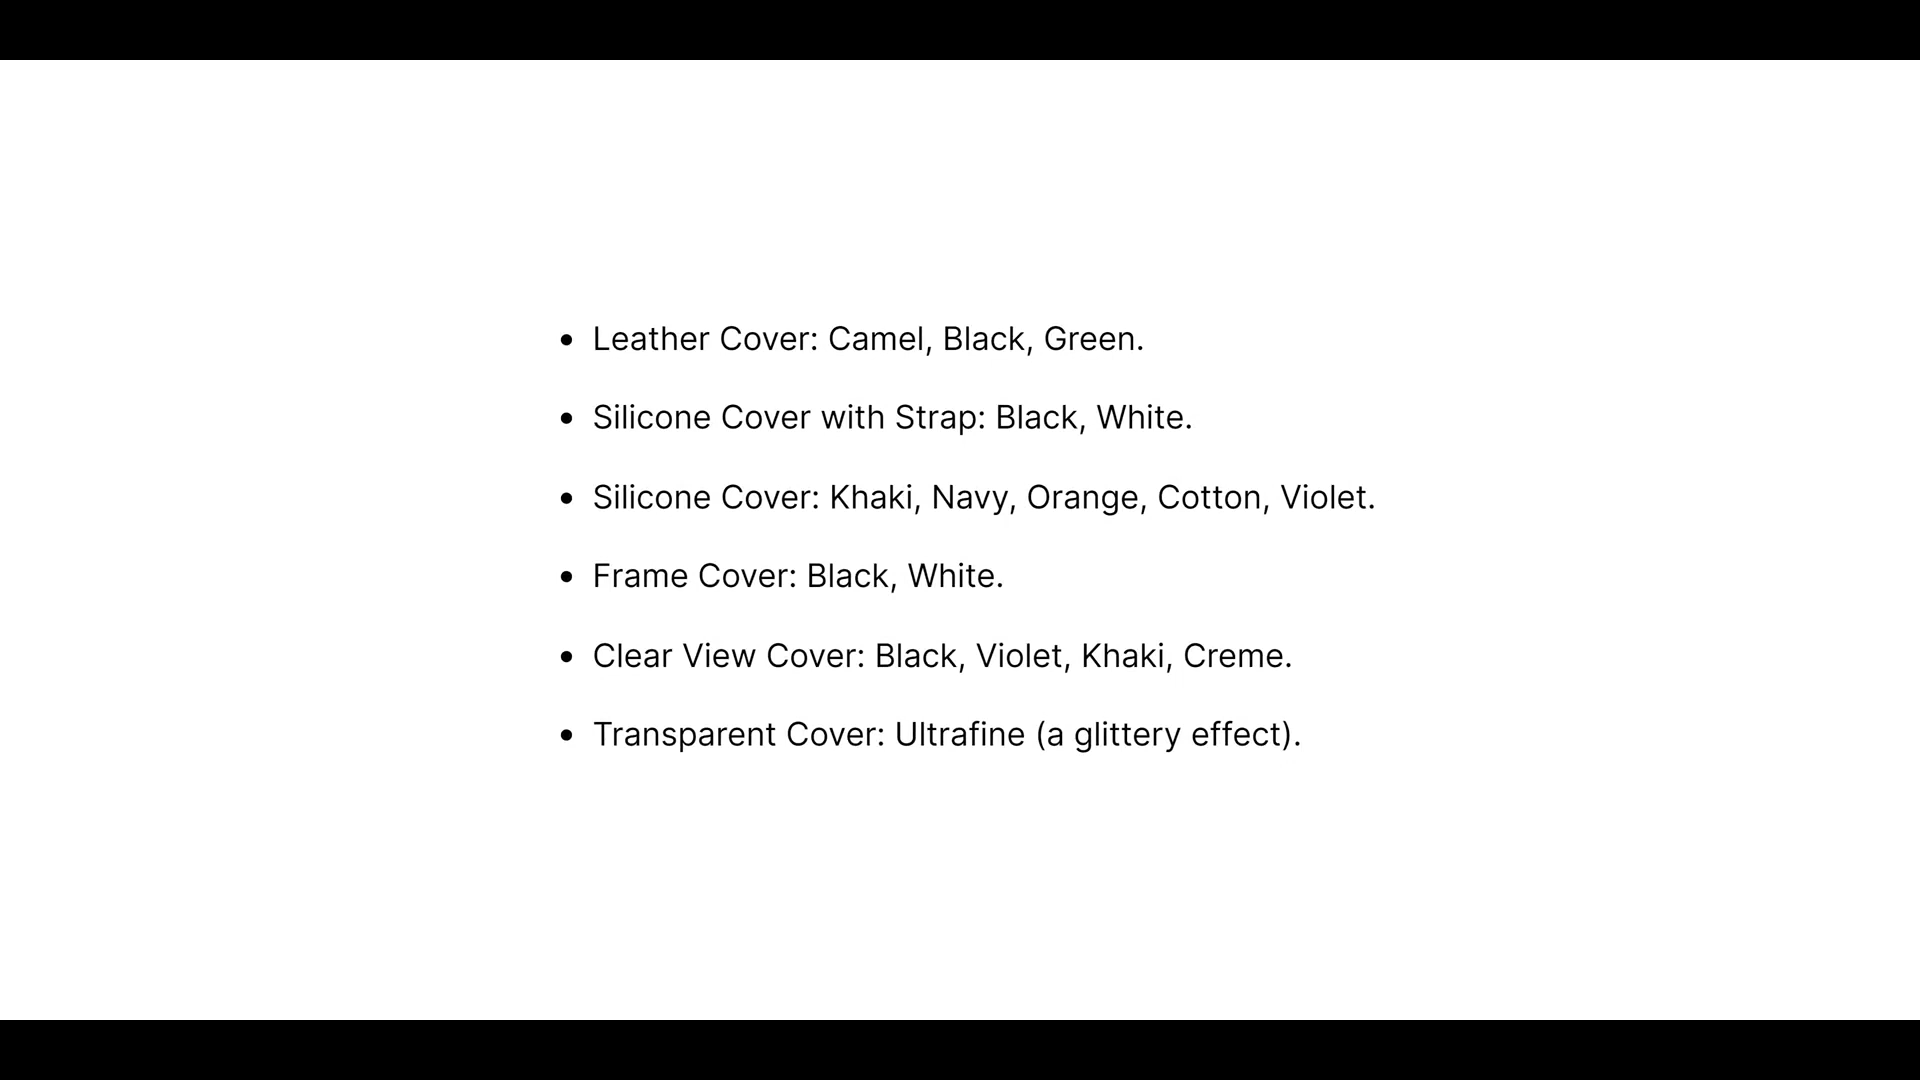 • Leather Cover: Camel, Black, Green.
• Silicone Cover with Strap: Black, White.
• Silicone Cover: Khaki, Navy, Orange, Cotton, Violet.
• Frame Cover: Black, White.
• Clear View Cover: Black, Violet, Khaki, Creme.
• Transparent Cover: Ultrafine (a glittery effect).